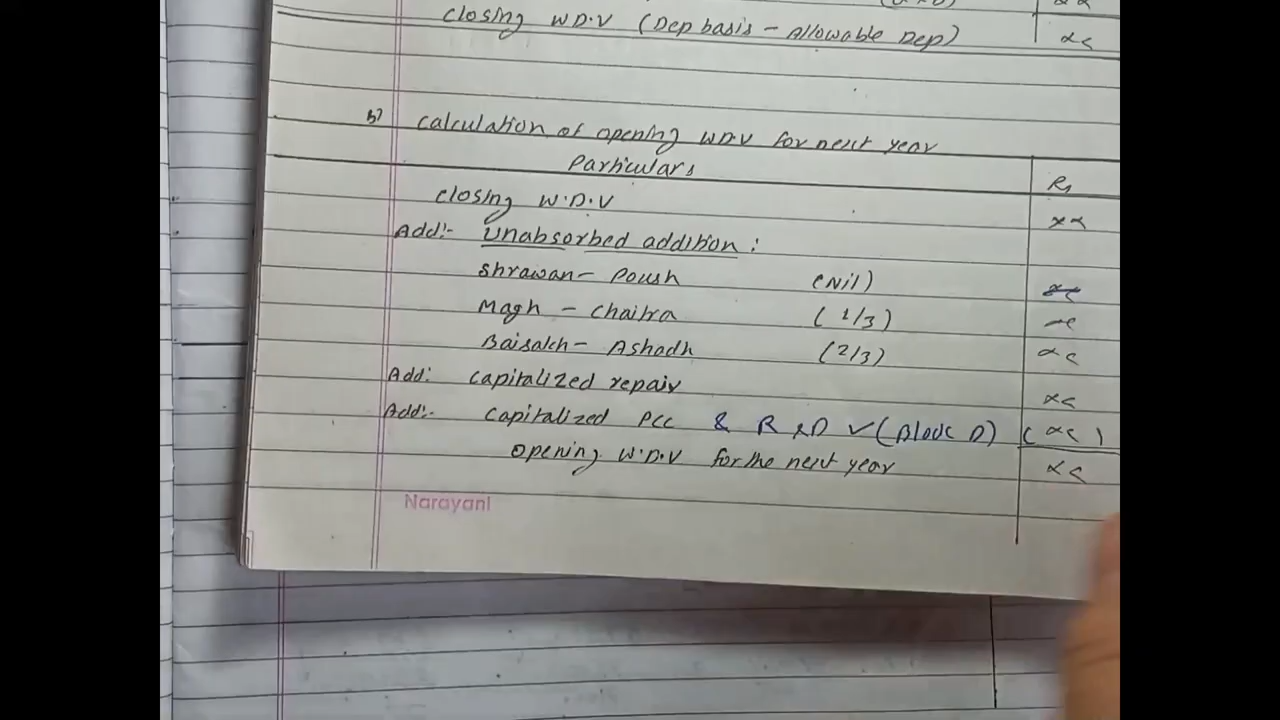 closing W.D.V (Dep basis - Allowable Dep) xx
b) calculation of opening WDV for next year
Particulars Rs
closing W.D.V xx
Add:- Unabsorbed addition :
Shrawan - Poush (Nil) xx
Magh - Chaitra (1/3) xx
Baisakh - Ashadh (2/3) xx
Add: capitalized repair xx
Add:- capitalized PCC & R & D ✓ (Block D) (xx)
opening W.D.V for the next year xx
Narayani